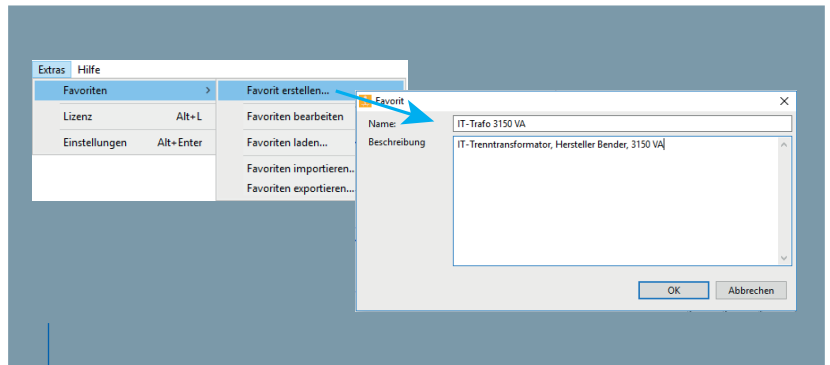 Extras Hilfe
Favoriten >
Lizenz Alt+L
Einstellungen Alt+Enter
Favorit erstellen...
Favoriten bearbeiten
Favoriten laden...
Favoriten importieren..
Favoriten exportieren...
Favorit
Name: IT-Trafo 3150 VA
Beschreibung IT-Trenntransformator, Hersteller Bender, 3150 VA
OK Abbrechen